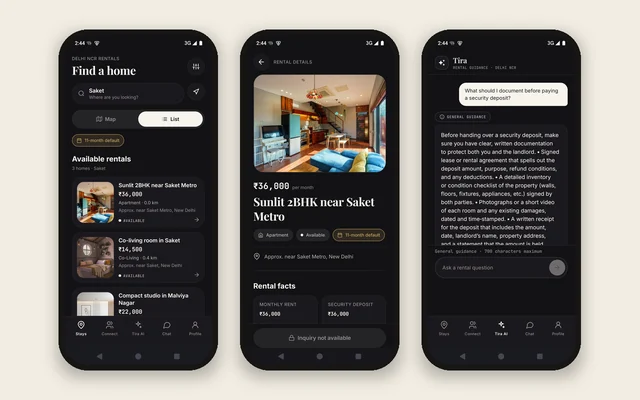 2:44
3G
DELHI NCR RENTALS
Find a home
Saket
Where are you looking?
Map
List
11-month default
Available rentals
3 homes · Saket
Sunlit 2BHK near Saket Metro
₹36,000
Apartment · 0.0 km
Approx. near Saket Metro, New Delhi
AVAILABLE
Co-living room in Saket
₹14,500
Co-Living · 0.4 km
Approx. near Saket, New Delhi
AVAILABLE
Compact studio in Malviya
Nagar
₹22,000
Stays
Connect
Tira AI
Chat
Profile
2:44
3G
RENTAL DETAILS
₹36,000 per month
Sunlit 2BHK near Saket
Metro
Apartment
Available
11-month default
Approx. near Saket Metro, New Delhi
Rental facts
MONTHLY RENT
₹36,000
SECURITY DEPOSIT
₹36,000
Inquiry not available
2:44
3G
Tira
RENTAL GUIDANCE · DELHI NCR
What should I document before paying
a security deposit?
GENERAL GUIDANCE
Before handing over a security deposit, make
sure you have clear, written documentation
to protect both you and the landlord. • Signed
lease or rental agreement that spells out the
deposit amount, purpose, refund conditions,
and any deductions. • A detailed inventory
or condition checklist of the property (walls,
floors, fixtures, appliances, etc.) signed by
both parties. • Photographs or a short video
of each room and any existing damages,
dated and time-stamped. • A written receipt
for the deposit that includes the amount,
date, landlord's name, property address,
and a statement that the amount is held
General guidance · 700 characters maximum
Ask a rental question
Stays
Connect
Tira AI
Chat
Profile